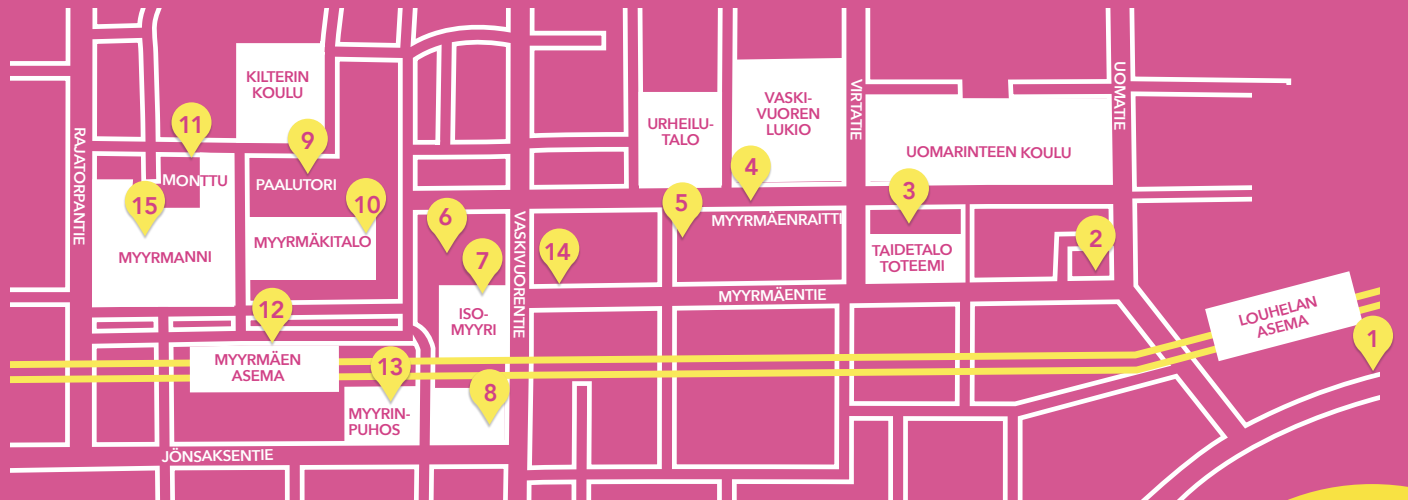 KILTERIN
KOULU
11
9
RAJATORPANTIE
MONTTU
PAALUTORI
15
10
MYYRMANNI
MYYRMÄKITALO
12
MYYRMÄEN
ASEMA
13
MYYRIN-
PUHOS
JÖNSAKSENTIE
6
7
ISO-
MYYRI
8
VASKIVUORENTIE
14
URHEILU-
TALO
VASKI-
VUOREN
LUKIO
4
5
MYYRMÄENRAITTI
MYYRMÄENTIE
VIRTATIE
UOMARINTEEN KOULU
3
TAIDETALO
TOTEEMI
UOMATIE
2
LOUHELAN
ASEMA
1